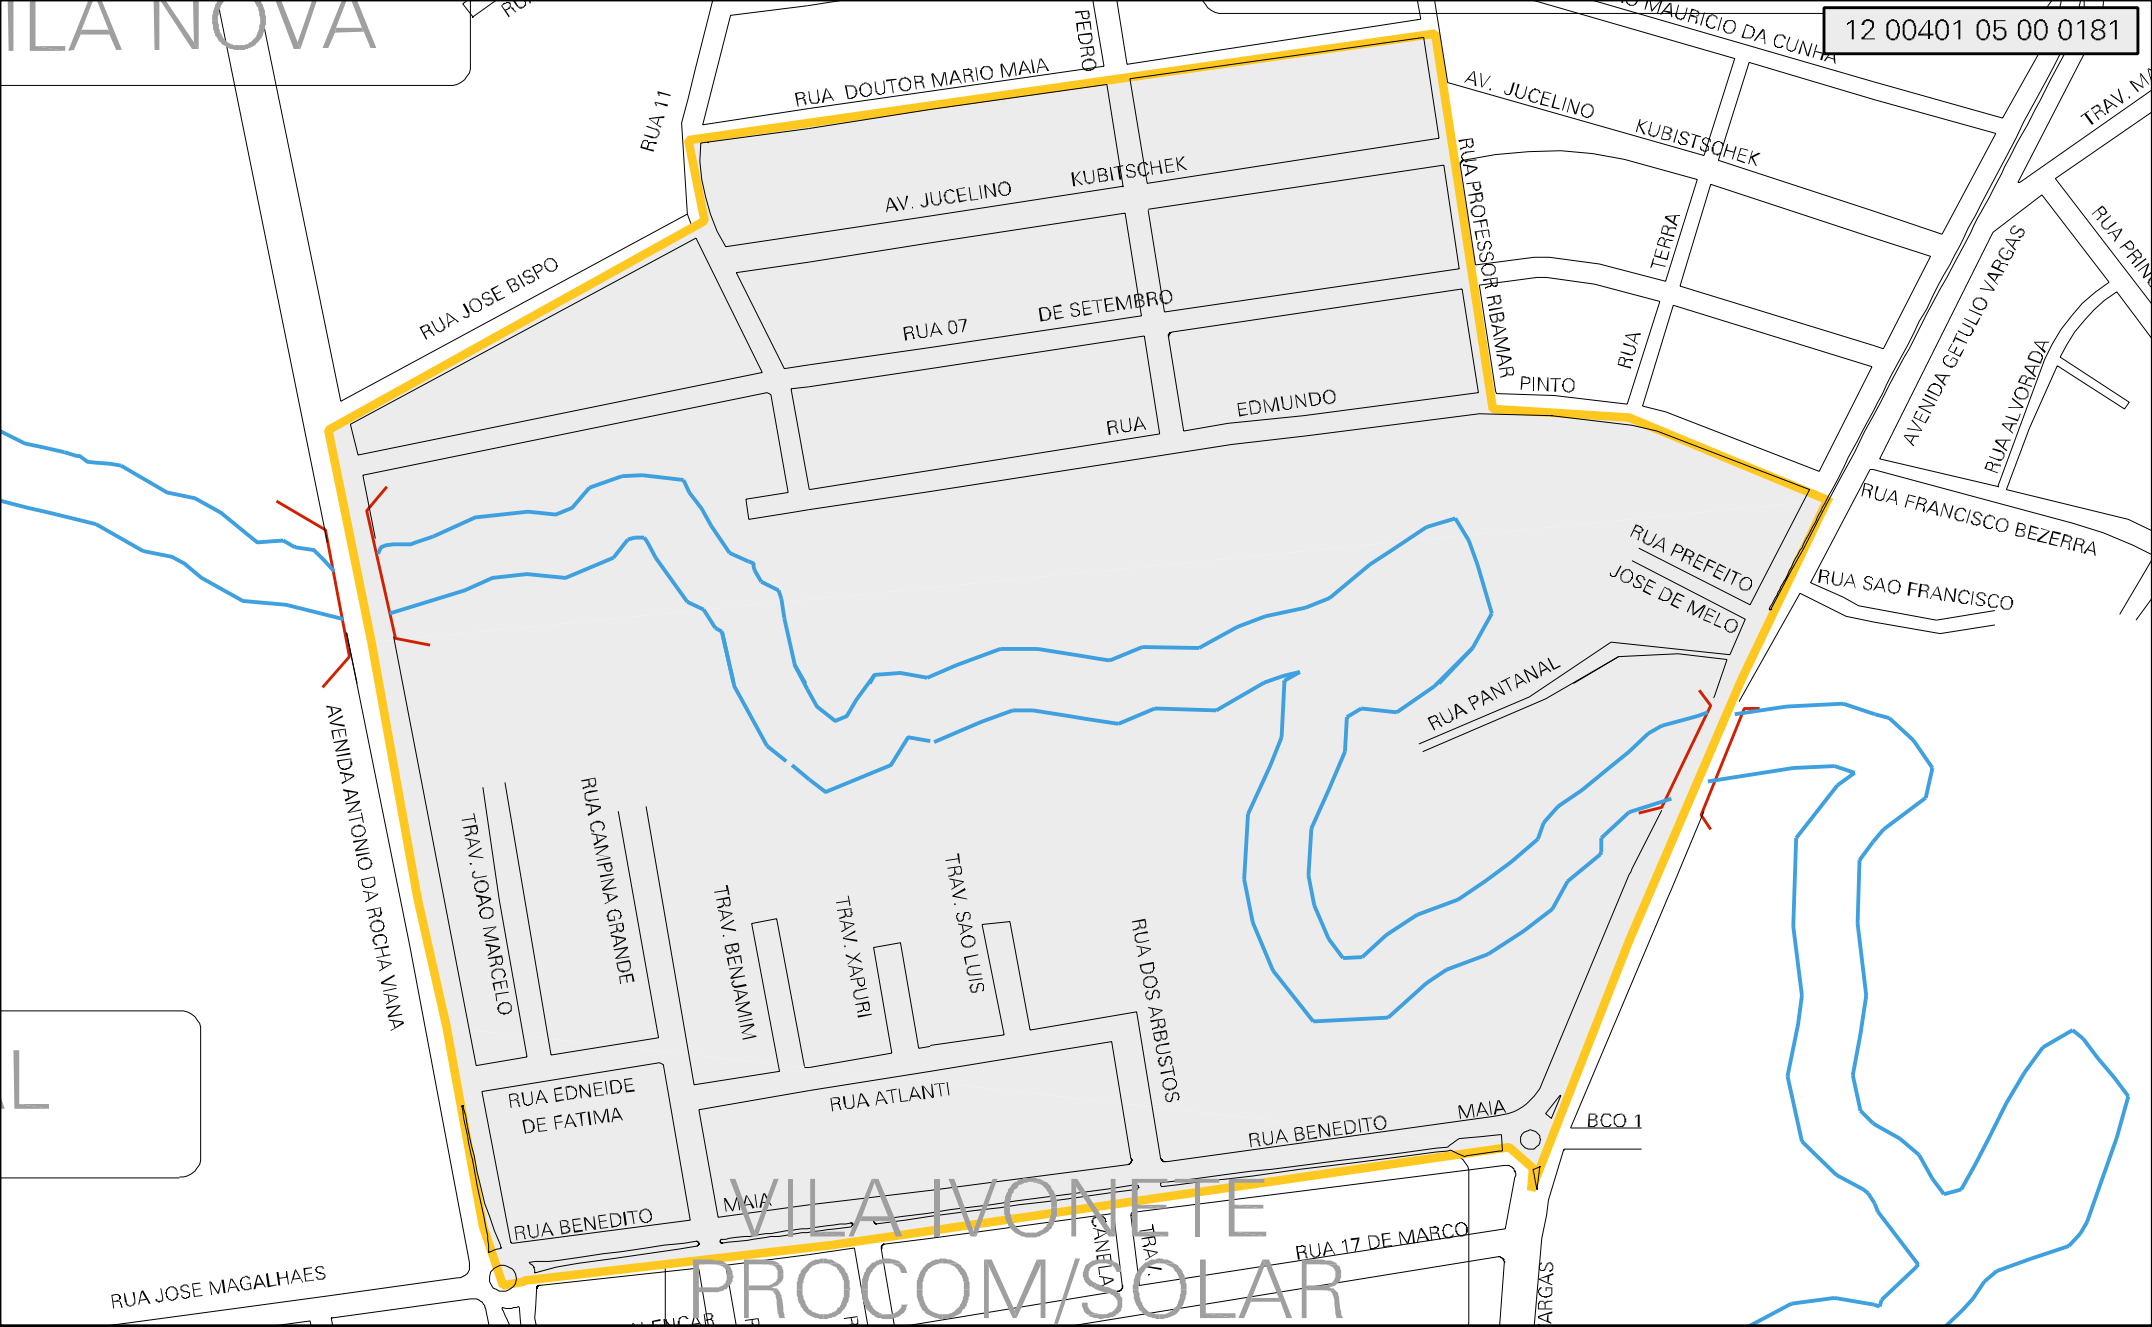 VILA NOVA
12 00401 05 00 0181
PEDRO
MAURICIO DA CUNHA
RUA DOUTOR MARIO MAIA
RUA 11
AV. JUCELINO
KUBISTSCHEK
TRAV.
AV. JUCELINO
KUBITSCHEK
RUA PROFESSOR RIBAMAR
RUA JOSE BISPO
RUA
TERRA
AVENIDA GETULIO VARGAS
RUA
RUA 07
DE SETEMBRO
RUA ALVORADA
RUA
EDMUNDO
PINTO
RUA FRANCISCO BEZERRA
RUA PREFEITO
JOSE DE MELO
RUA SAO FRANCISCO
RUA PANTANAL
AVENIDA ANTONIO DA ROCHA VIANA
TRAV. JOAO MARCELO
RUA CAMPINA GRANDE
TRAV. BENJAMIM
TRAV. XAPURI
TRAV. SAO LUIS
RUA DOS ARBUSTOS
RUA EDNEIDE
DE FATIMA
RUA ATLANTI
RUA BENEDITO
MAIA
BCO 1
RUA BENEDITO
MAIA
VILA IVONETE
PROCOM/SOLAR
CANELA
TRAV.
RUA 17 DE MARCO
RUA JOSE MAGALHAES